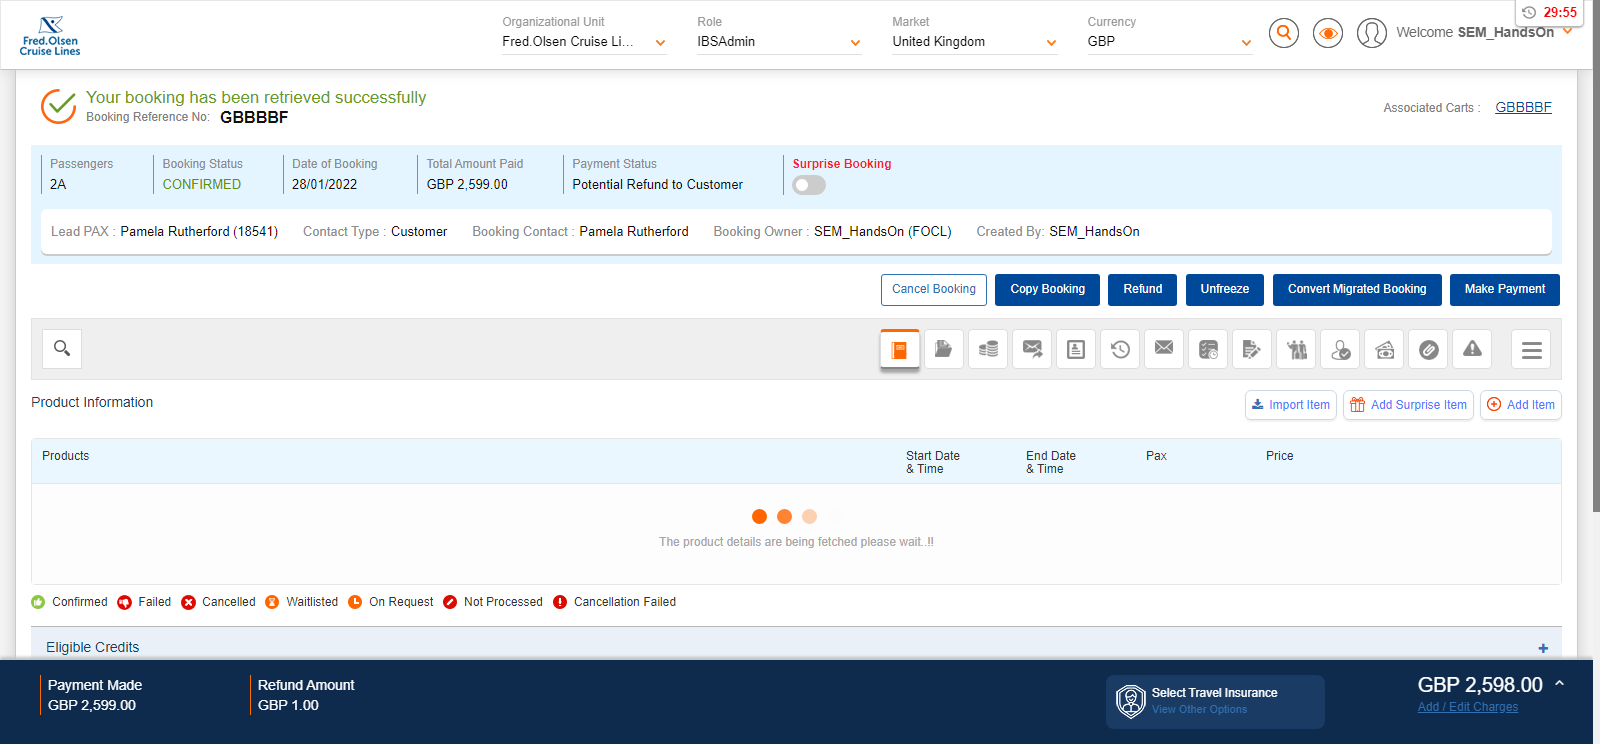 Fred.Olsen
Cruise Lines
Organizational Unit
Fred.Olsen Cruise Li...
Role
IBSAdmin
Market
United Kingdom
Currency
GBP
Welcome SEM_HandsOn
29:55
Your booking has been retrieved successfully
Booking Reference No: GBBBBF
Associated Carts : GBBBBF
Passengers
2A
Booking Status
CONFIRMED
Date of Booking
28/01/2022
Total Amount Paid
GBP 2,599.00
Payment Status
Potential Refund to Customer
Surprise Booking
Lead PAX : Pamela Rutherford (18541) Contact Type : Customer Booking Contact : Pamela Rutherford Booking Owner : SEM_HandsOn (FOCL) Created By: SEM_HandsOn
Cancel Booking
Copy Booking
Refund
Unfreeze
Convert Migrated Booking
Make Payment
Product Information
Import Item
Add Surprise Item
Add Item
Products
Start Date
& Time
End Date
& Time
Pax
Price
The product details are being fetched please wait..!!
Confirmed Failed Cancelled Waitlisted On Request Not Processed Cancellation Failed
Eligible Credits
Payment Made
GBP 2,599.00
Refund Amount
GBP 1.00
Select Travel Insurance
View Other Options
GBP 2,598.00
Add / Edit Charges